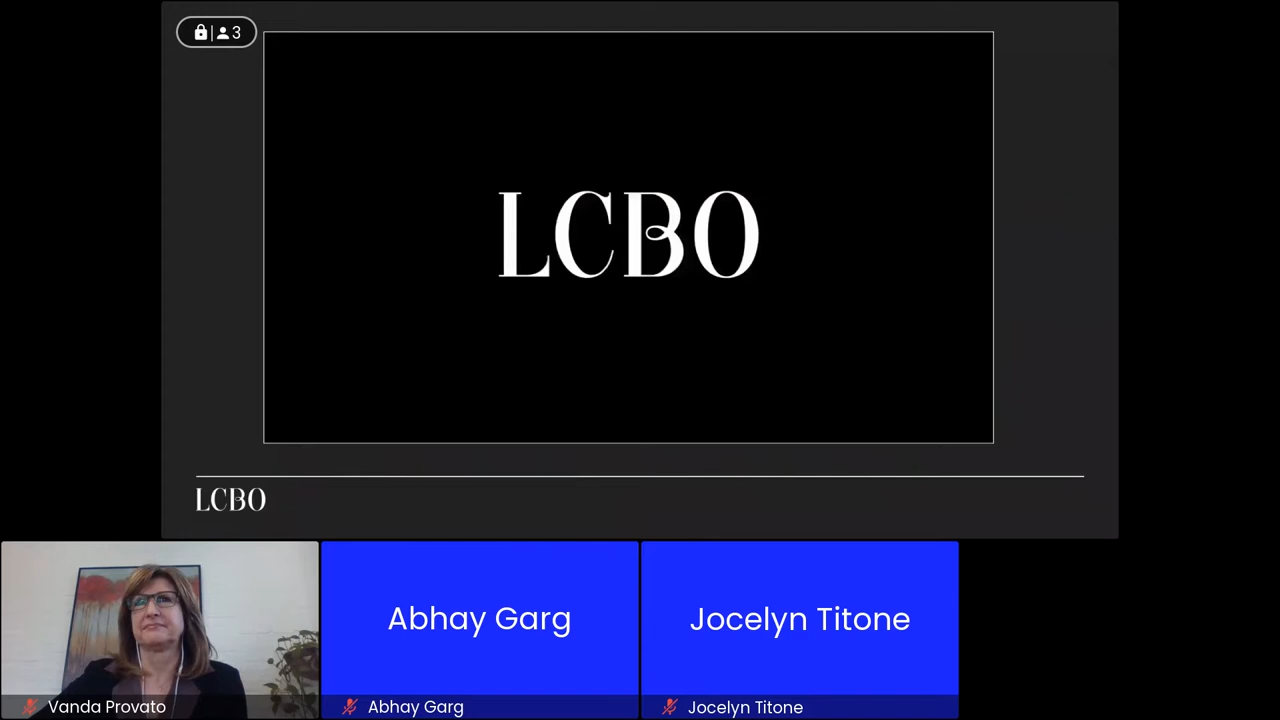 3
LCBO
LCBO
Abhay Garg
Jocelyn Titone
Vanda Provato
Abhay Garg
Jocelyn Titone